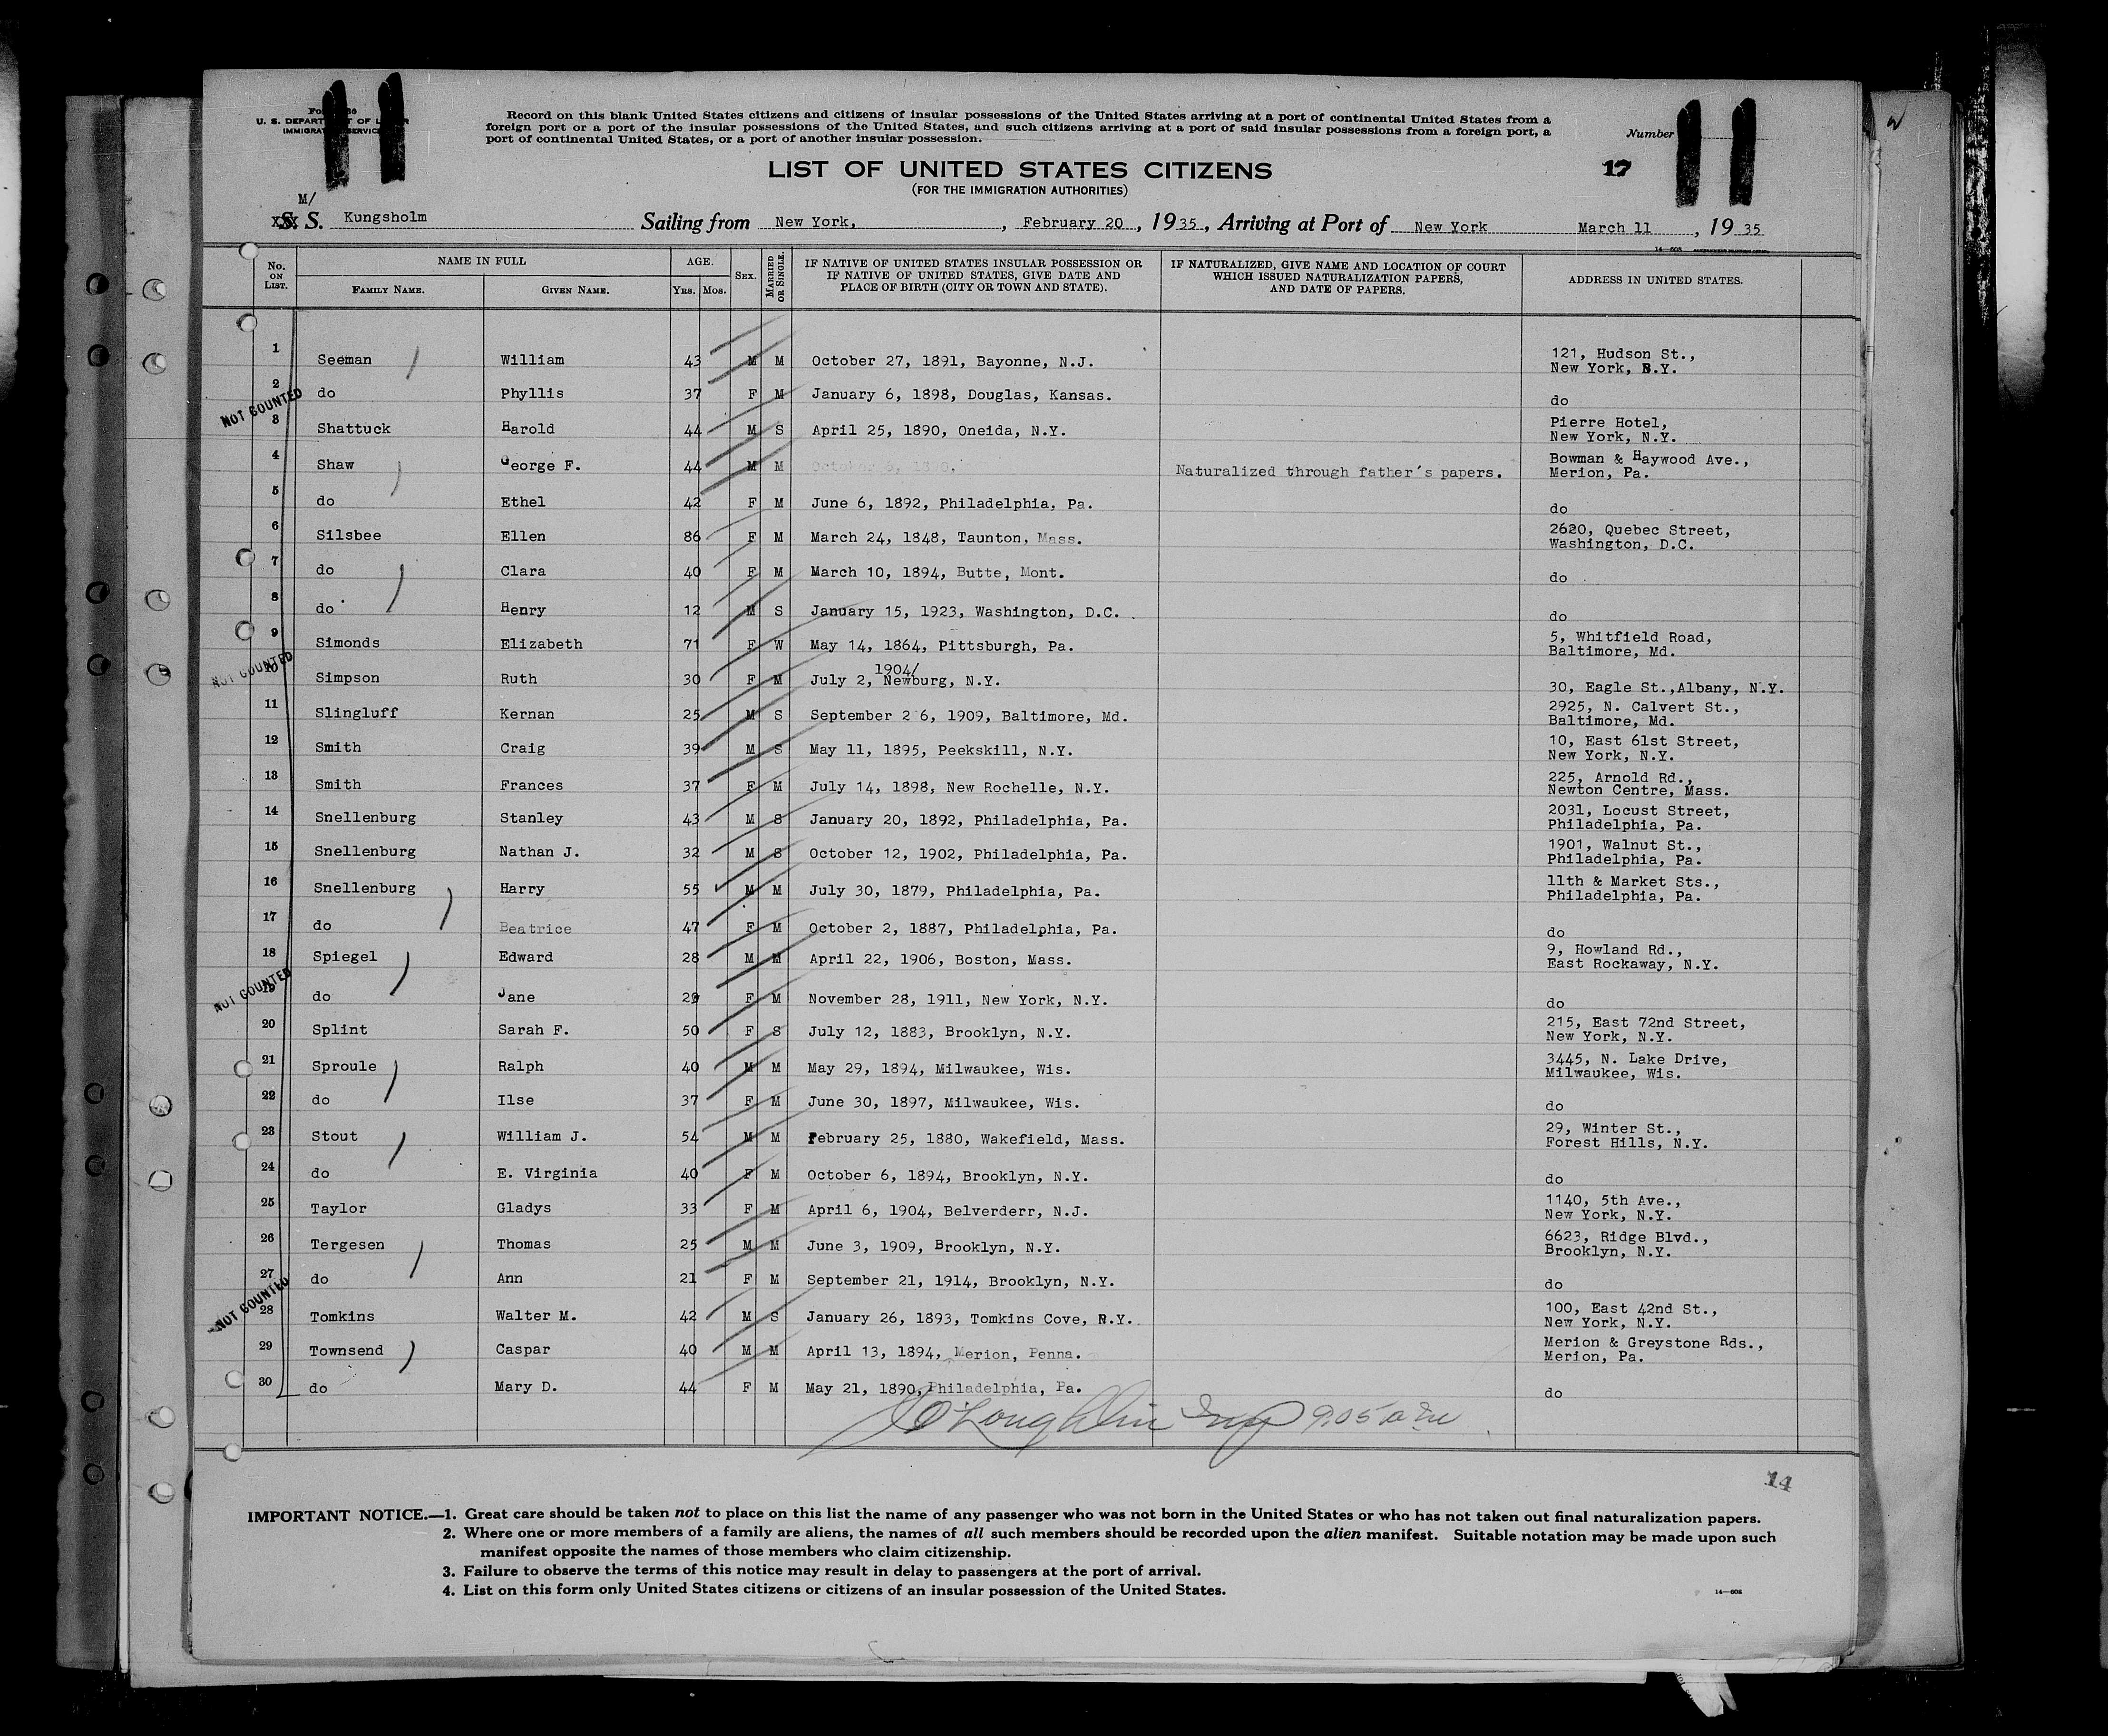 U. S. DEPART OF L
IMMIGRA SERVICE
Record on this blank United States citizens and citizens of insular possessions of the United States arriving at a port of continental United States from a
foreign port or a port of the insular possessions of the United States, and such citizens arriving at a port of said insular possessions from a foreign port, a
port of continental United States, or a port of another insular possession.
Number
11 11
LIST OF UNITED STATES CITIZENS
17
(FOR THE IMMIGRATION AUTHORITIES)
M/
S. S. Kungsholm Sailing from New York, , February 20 , 1935 , Arriving at Port of New York March 11 , 19 35
No. ON LIST. NAME IN FULL FAMILY NAME. GIVEN NAME. AGE. YRS. MOS. SEX. MARRIED OR SINGLE. IF NATIVE OF UNITED STATES INSULAR POSSESSION OR IF NATIVE OF UNITED STATES, GIVE DATE AND PLACE OF BIRTH (CITY OR TOWN AND STATE). IF NATURALIZED, GIVE NAME AND LOCATION OF COURT WHICH ISSUED NATURALIZATION PAPERS, AND DATE OF PAPERS. ADDRESS IN UNITED STATES.
1 Seeman William 43 M M October 27, 1891, Bayonne, N.J. 121, Hudson St., New York, B.Y.
2 do Phyllis 37 F M January 6, 1898, Douglas, Kansas. do
NOT COUNTED
3 Shattuck Harold 44 M S April 25, 1890, Oneida, N.Y. Pierre Hotel, New York, N.Y.
4 Shaw George F. 44 M M October 5, 1890, Naturalized through father's papers. Bowman & Haywood Ave., Merion, Pa.
5 do Ethel 42 F M June 6, 1892, Philadelphia, Pa. do
6 Silsbee Ellen 86 F M March 24, 1848, Taunton, Mass. 2620, Quebec Street, Washington, D.C.
7 do Clara 40 F M March 10, 1894, Butte, Mont. do
8 do Henry 12 M S January 15, 1923, Washington, D.C. do
9 Simonds Elizabeth 71 F W May 14, 1864, Pittsburgh, Pa. 5, Whitfield Road, Baltimore, Md.
NOT COUNTED
10 Simpson Ruth 30 F M July 2, 1904/ Newburg, N.Y. 30, Eagle St.,Albany, N.Y.
11 Slingluff Kernan 25 M S September 26, 1909, Baltimore, Md. 2925, N. Calvert St., Baltimore, Md.
12 Smith Craig 39 M S May 11, 1895, Peekskill, N.Y. 10, East 61st Street, New York, N.Y.
13 Smith Frances 37 F M July 14, 1898, New Rochelle, N.Y. 225, Arnold Rd., Newton Centre, Mass.
14 Snellenburg Stanley 43 M S January 20, 1892, Philadelphia, Pa. 2031, Locust Street, Philadelphia, Pa.
15 Snellenburg Nathan J. 32 M S October 12, 1902, Philadelphia, Pa. 1901, Walnut St., Philadelphia, Pa.
16 Snellenburg Harry 55 M M July 30, 1879, Philadelphia, Pa. 11th & Market Sts., Philadelphia, Pa.
17 do Beatrice 47 F M October 2, 1887, Philadelphia, Pa. do
18 Spiegel Edward 28 M M April 22, 1906, Boston, Mass. 9, Howland Rd., East Rockaway, N.Y.
NOT COUNTED
19 do Jane 29 F M November 28, 1911, New York, N.Y. do
20 Splint Sarah F. 50 F S July 12, 1883, Brooklyn, N.Y. 215, East 72nd Street, New York, N.Y.
21 Sproule Ralph 40 M M May 29, 1894, Milwaukee, Wis. 3445, N. Lake Drive, Milwaukee, Wis.
22 do Ilse 37 F M June 30, 1897, Milwaukee, Wis. do
23 Stout William J. 54 M M February 25, 1880, Wakefield, Mass. 29, Winter St., Forest Hills, N.Y.
24 do E. Virginia 40 F M October 6, 1894, Brooklyn, N.Y. do
25 Taylor Gladys 33 F M April 6, 1904, Belverderr, N.J. 1140, 5th Ave., New York, N.Y.
26 Tergesen Thomas 25 M M June 3, 1909, Brooklyn, N.Y. 6623, Ridge Blvd., Brooklyn, N.Y.
27 do Ann 21 F M September 21, 1914, Brooklyn, N.Y. do
NOT COUNTED
28 Tomkins Walter M. 42 M S January 26, 1893, Tomkins Cove, N.Y. 100, East 42nd St., New York, N.Y.
29 Townsend Caspar 40 M M April 13, 1894, Merion, Penna. Merion & Greystone Rds., Merion, Pa.
30 do Mary D. 44 F M May 21, 1890, Philadelphia, Pa. do
O'Loughlin Insp 9.05 am
14
IMPORTANT NOTICE.—1. Great care should be taken not to place on this list the name of any passenger who was not born in the United States or who has not taken out final naturalization papers.
2. Where one or more members of a family are aliens, the names of all such members should be recorded upon the alien manifest. Suitable notation may be made upon such
manifest opposite the names of those members who claim citizenship.
3. Failure to observe the terms of this notice may result in delay to passengers at the port of arrival.
4. List on this form only United States citizens or citizens of an insular possession of the United States.
14—608